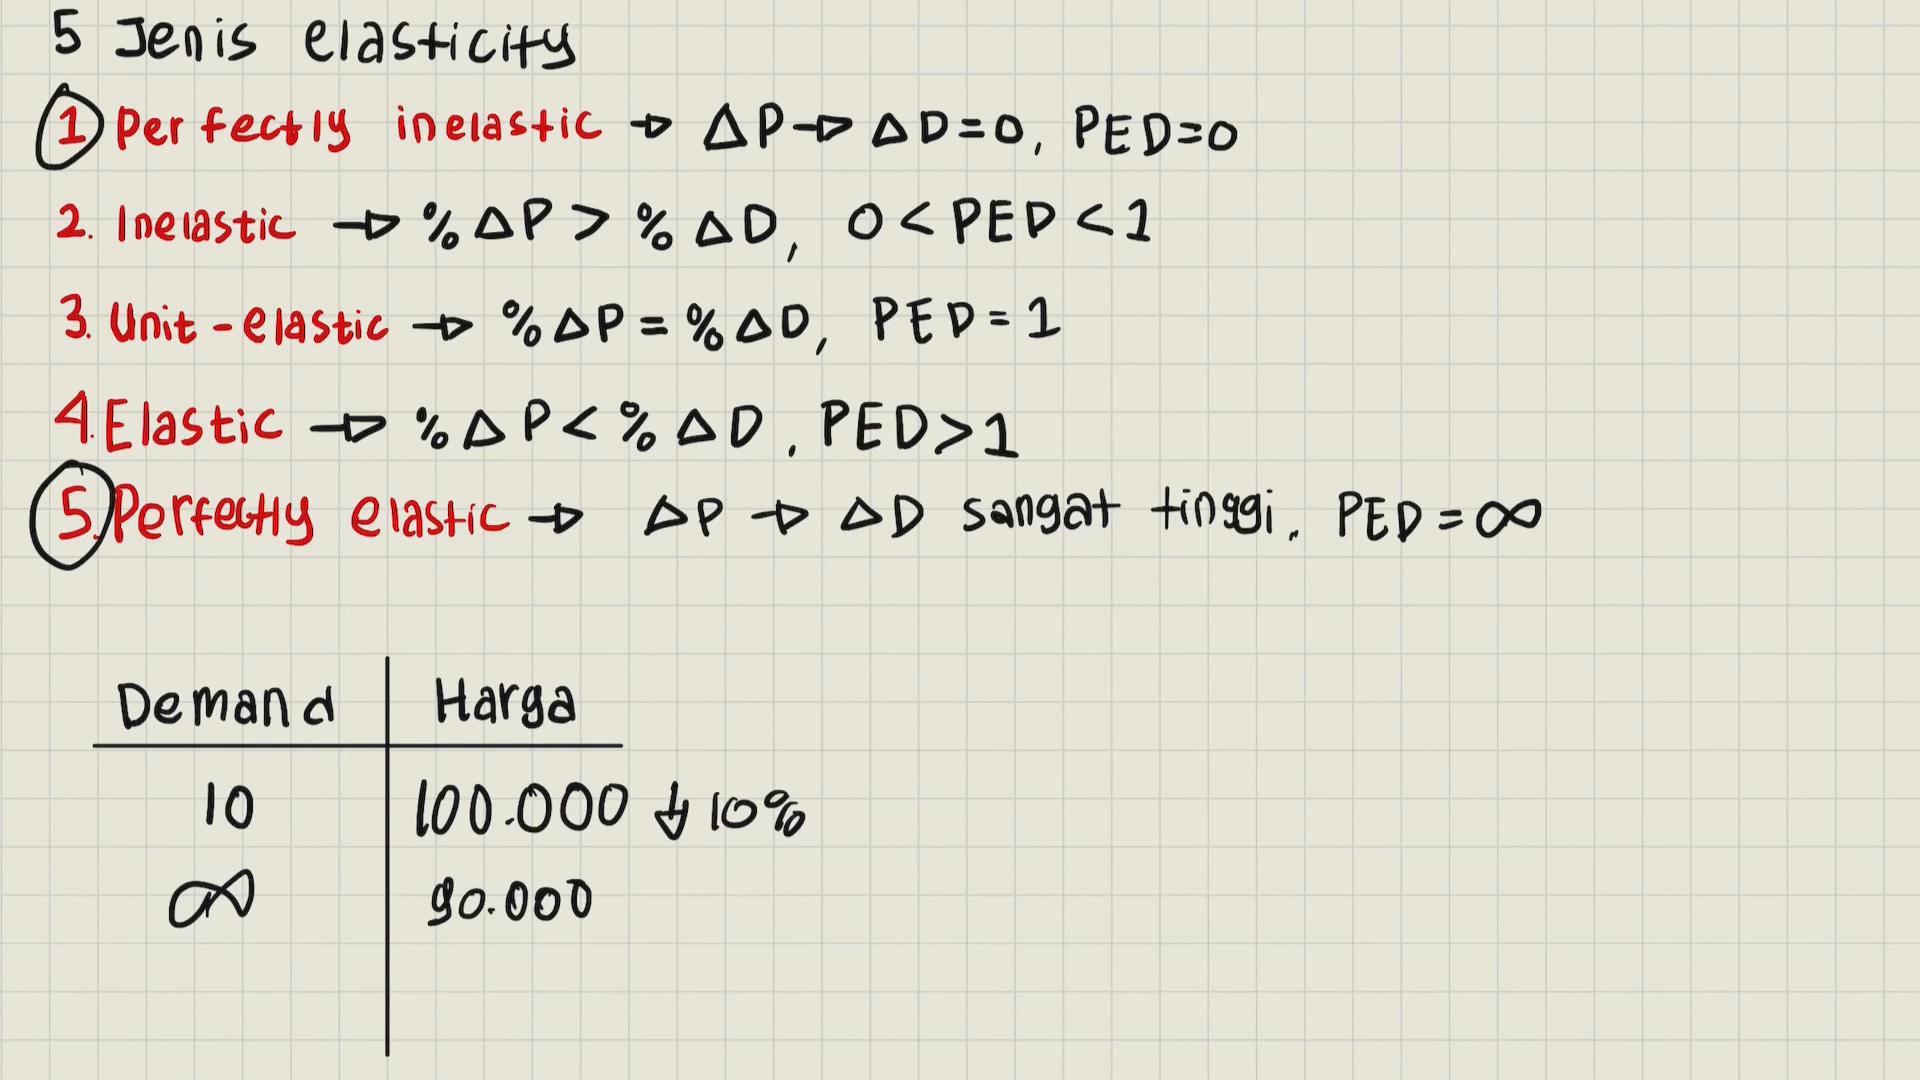 5 Jenis elasticity
1 Perfectly inelastic → ΔP → ΔD=0, PED=0
2. Inelastic → %ΔP > %ΔD, 0 < PED < 1
3. Unit-elastic → %ΔP = %ΔD, PED = 1
4. Elastic → %ΔP < %ΔD, PED > 1
5. Perfectly elastic → ΔP → ΔD sangat tinggi, PED = ∞
Demand Harga
10 100.000 ↓ 10%
∞ 90.000